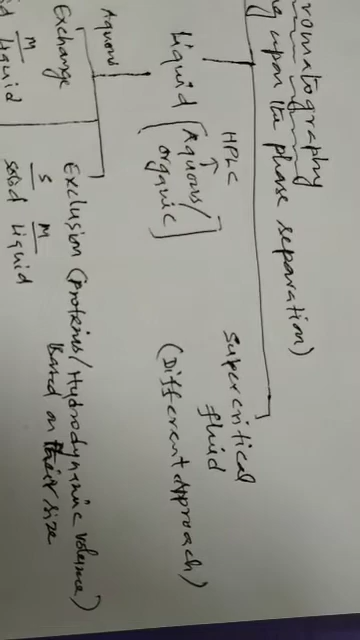 romatography
upon the phase separation)
HPLC
Liquid [Aqueous/
organic]
supercritical
fluid
(Different Approach)
Aqueous
Exchange
M
Liquid
Exclusion (proteins/Hydrodynamic volume)
Based on their size
S M
solid Liquid